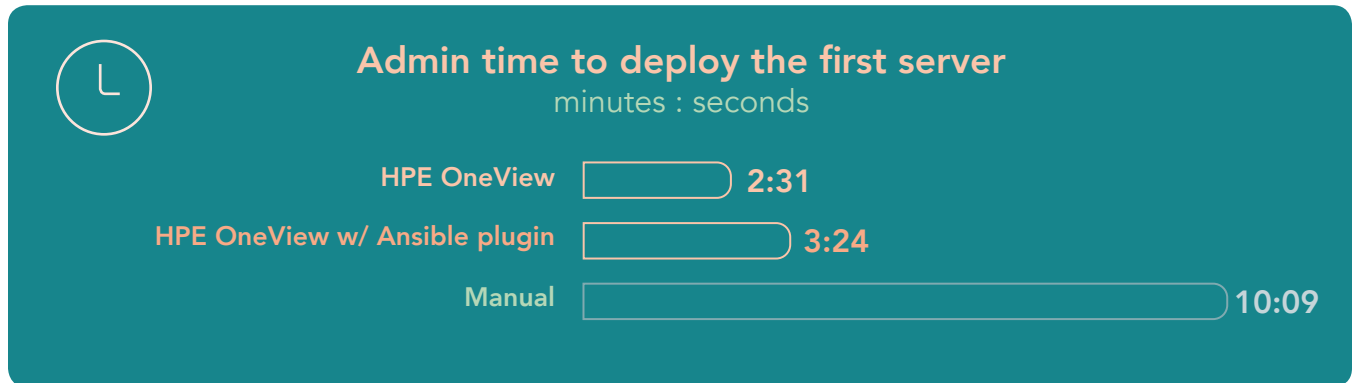 Admin time to deploy the first server
minutes : seconds
HPE OneView 2:31
HPE OneView w/ Ansible plugin 3:24
Manual 10:09